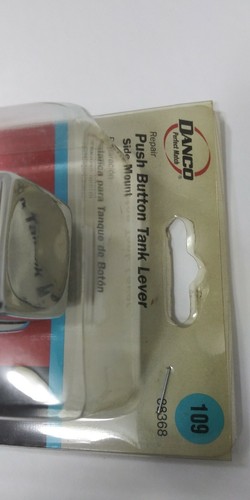 DANCO
Perfect Match
®
Repair
Push Button Tank Lever
Side Mount
Palanca para Tanque de Botón
88368
109